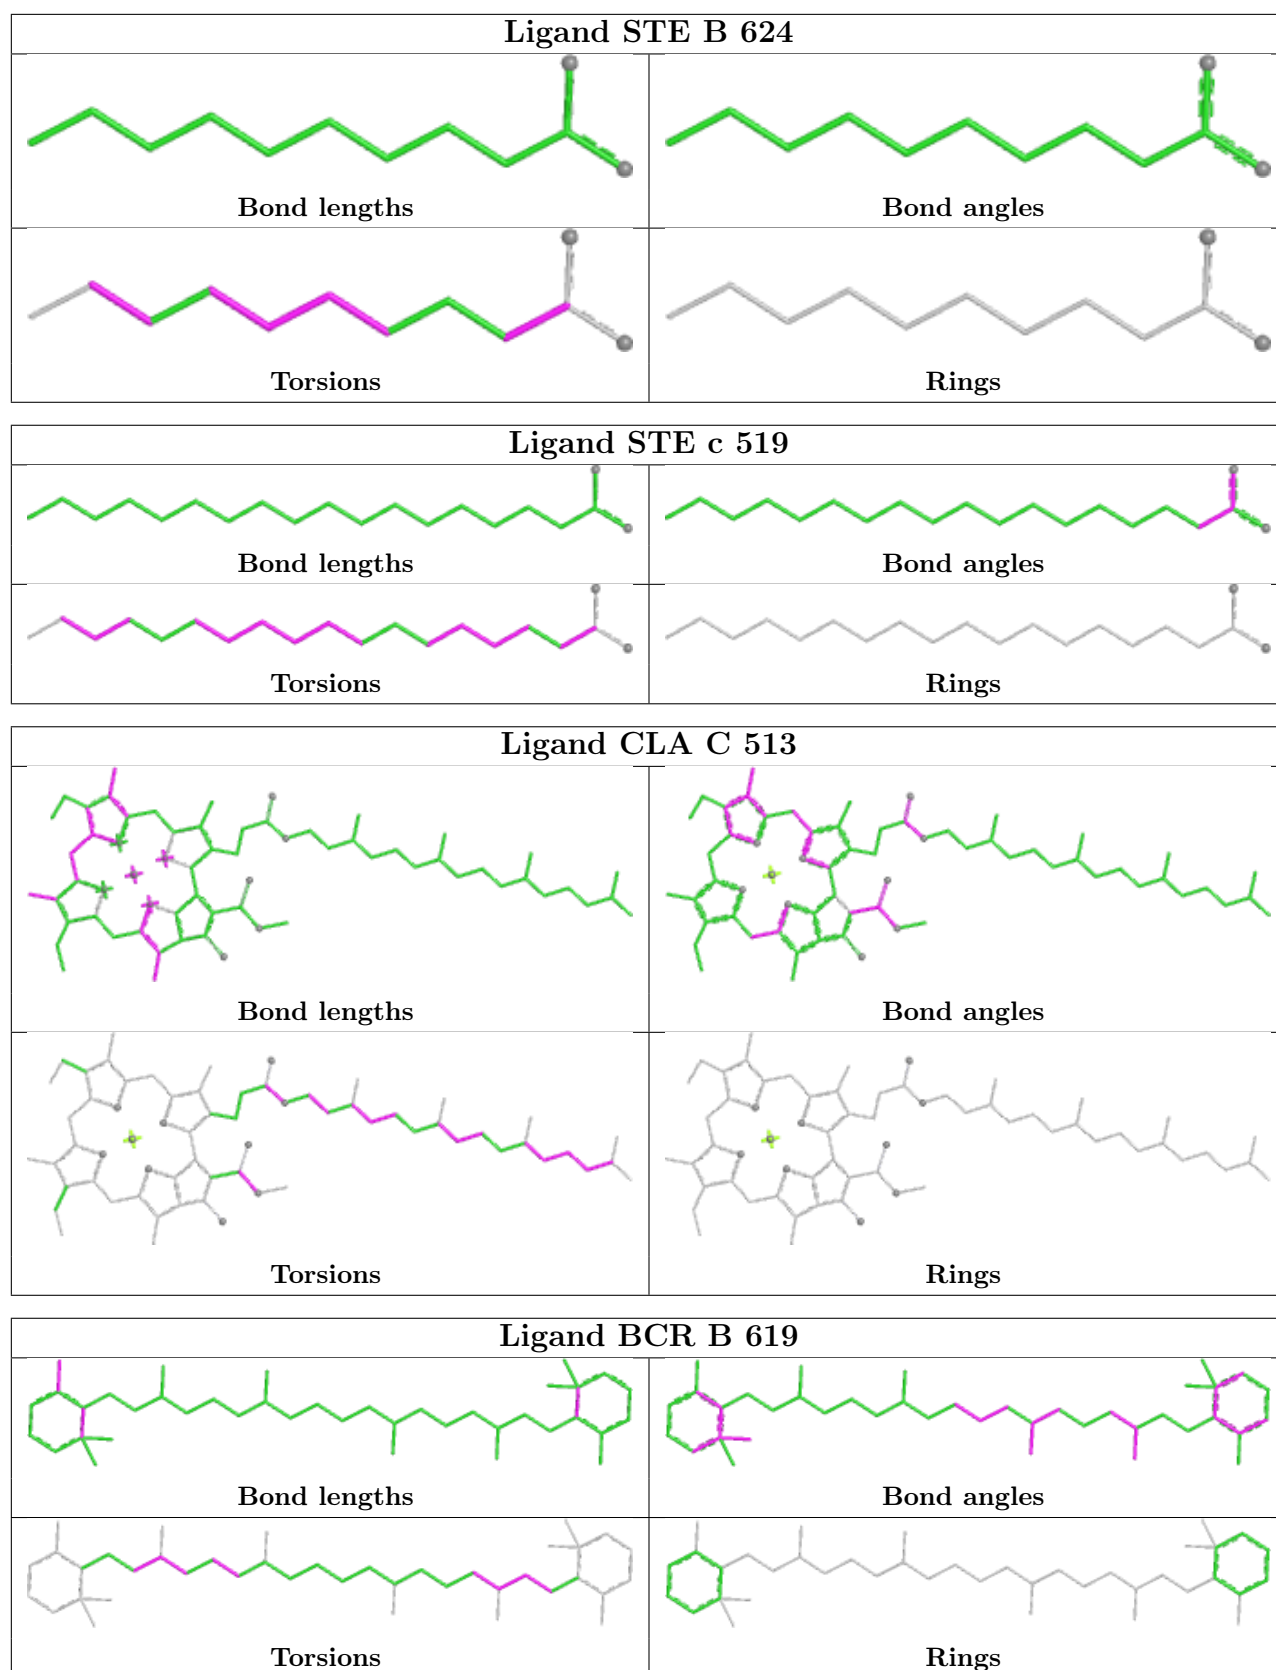 Ligand STE B 624
Bond lengths
Bond angles
Torsions
Rings
Ligand STE c 519
Bond lengths
Bond angles
Torsions
Rings
Ligand CLA C 513
Bond lengths
Bond angles
Torsions
Rings
Ligand BCR B 619
Bond lengths
Bond angles
Torsions
Rings